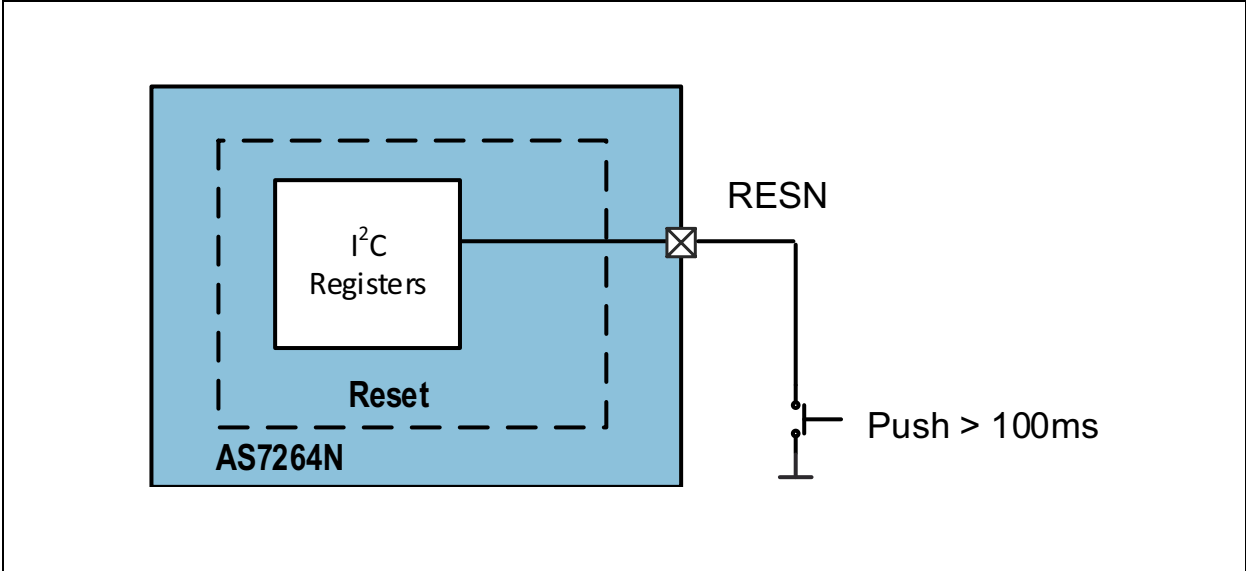 RESN
I²C
Registers
Reset
AS7264N
Push > 100ms